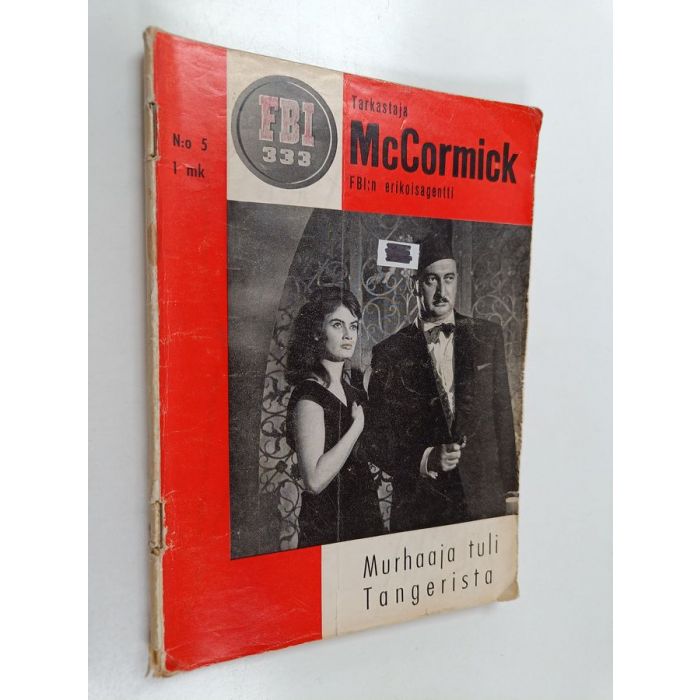 N:o 5
1 mk
FBI
333
Tarkastaja
McCormick
FBI:n erikoisagentti
Murhaaja tuli
Tangerista